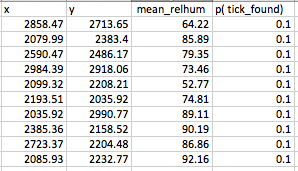 x y mean_relhum p( tick_found)
2858.47 2713.65 64.22 0.1
2079.99 2383.4 85.89 0.1
2590.47 2486.17 79.35 0.1
2984.39 2918.06 73.46 0.1
2099.32 2208.21 52.77 0.1
2193.51 2035.92 74.81 0.1
2035.92 2990.77 89.11 0.1
2385.36 2158.52 90.19 0.1
2723.37 2204.48 86.86 0.1
2085.93 2232.77 92.16 0.1